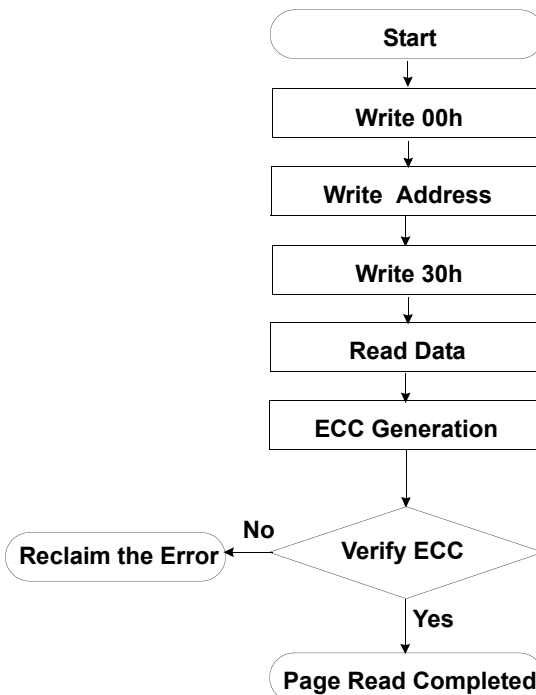 Start
Write 00h
Write Address
Write 30h
Read Data
ECC Generation
No
Reclaim the Error
Verify ECC
Yes
Page Read Completed